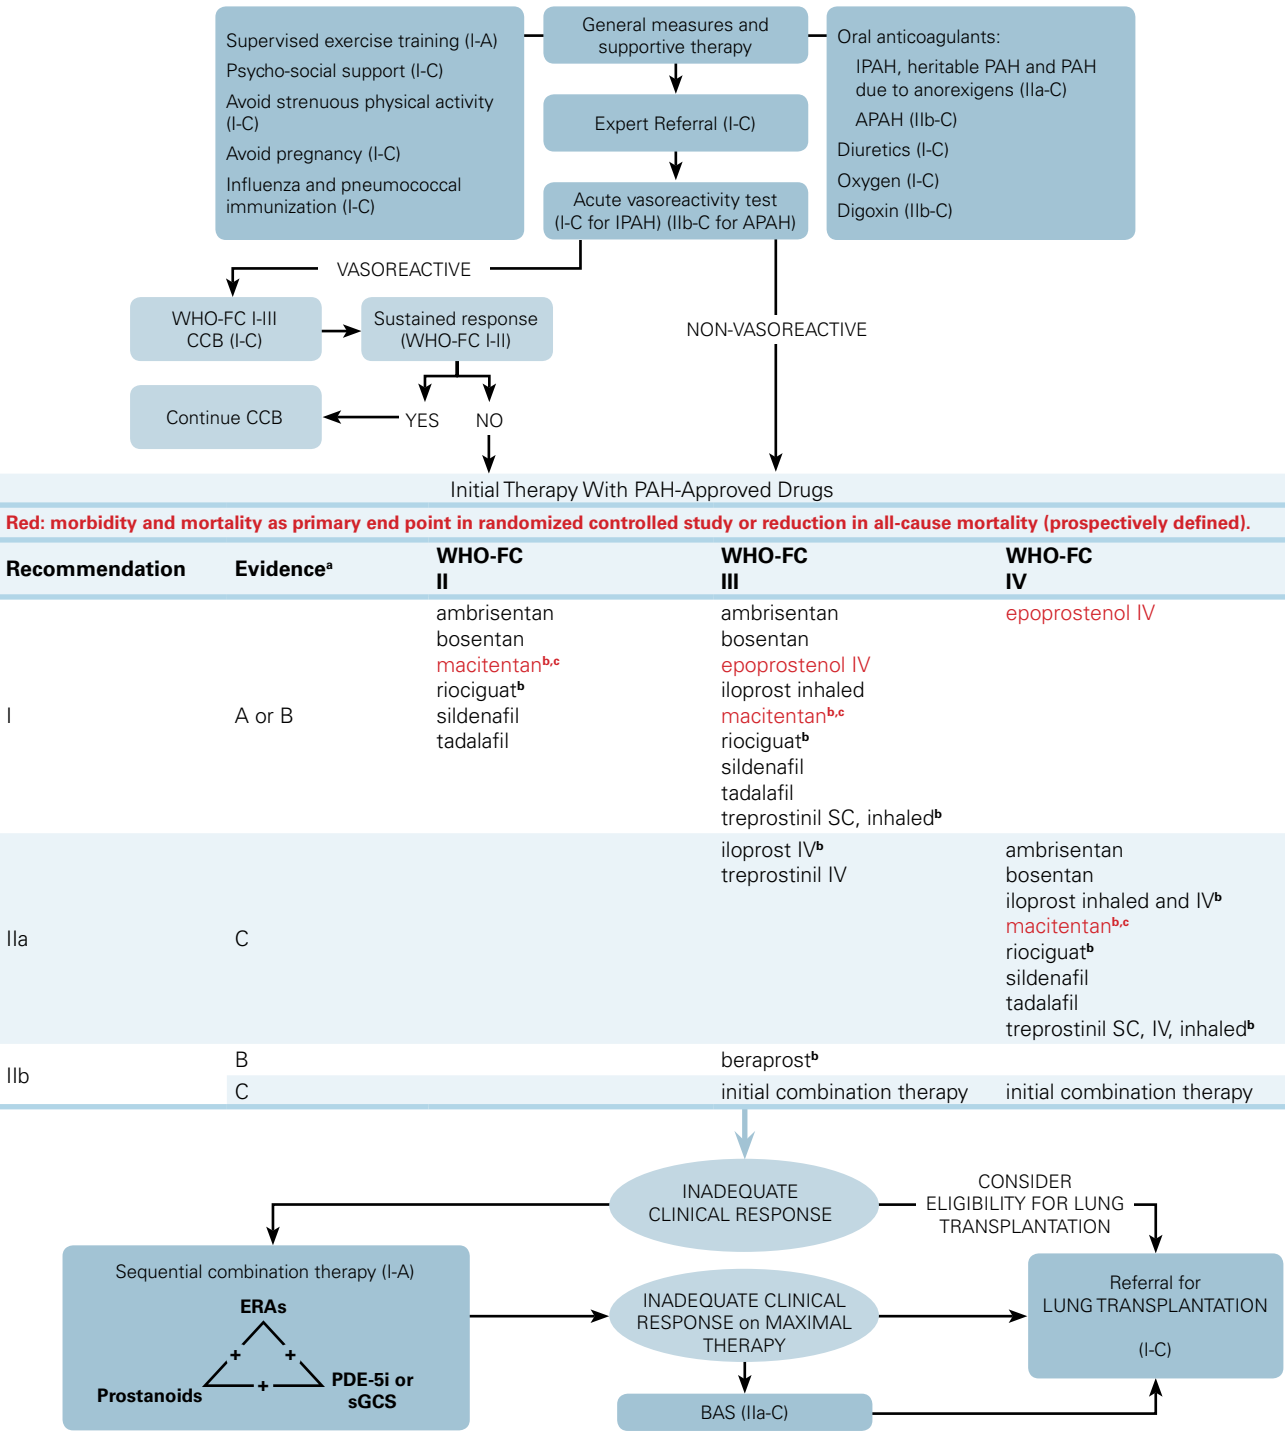 Supervised exercise training (I-A)
Psycho-social support (I-C)
Avoid strenuous physical activity
(I-C)
Avoid pregnancy (I-C)
Influenza and pneumococcal
immunization (I-C)
General measures and
supportive therapy
Expert Referral (I-C)
Acute vasoreactivity test
(I-C for IPAH) (IIb-C for APAH)
Oral anticoagulants:
IPAH, heritable PAH and PAH
due to anorexigens (IIa-C)
APAH (IIb-C)
Diuretics (I-C)
Oxygen (I-C)
Digoxin (IIb-C)
VASOREACTIVE
NON-VASOREACTIVE
WHO-FC I-III
CCB (I-C)
Sustained response
(WHO-FC I-II)
Continue CCB
YES
NO
Initial Therapy With PAH-Approved Drugs
Red: morbidity and mortality as primary end point in randomized controlled study or reduction in all-cause mortality (prospectively defined).
Recommendation
Evidenceᵃ
WHO-FC
II
WHO-FC
III
WHO-FC
IV
I
A or B
ambrisentan
bosentan
macitentanᵇ,ᶜ
riociguatᵇ
sildenafil
tadalafil
ambrisentan
bosentan
epoprostenol IV
iloprost inhaled
macitentanᵇ,ᶜ
riociguatᵇ
sildenafil
tadalafil
treprostinil SC, inhaledᵇ
epoprostenol IV
IIa
C
iloprost IVᵇ
treprostinil IV
ambrisentan
bosentan
iloprost inhaled and IVᵇ
macitentanᵇ,ᶜ
riociguatᵇ
sildenafil
tadalafil
treprostinil SC, IV, inhaledᵇ
IIb
B
beraprostᵇ
C
initial combination therapy
initial combination therapy
INADEQUATE
CLINICAL RESPONSE
CONSIDER
ELIGIBILITY FOR LUNG
TRANSPLANTATION
Sequential combination therapy (I-A)
ERAs
+
+
+
Prostanoids
PDE-5i or
sGCS
INADEQUATE CLINICAL
RESPONSE on MAXIMAL
THERAPY
BAS (IIa-C)
Referral for
LUNG TRANSPLANTATION
(I-C)